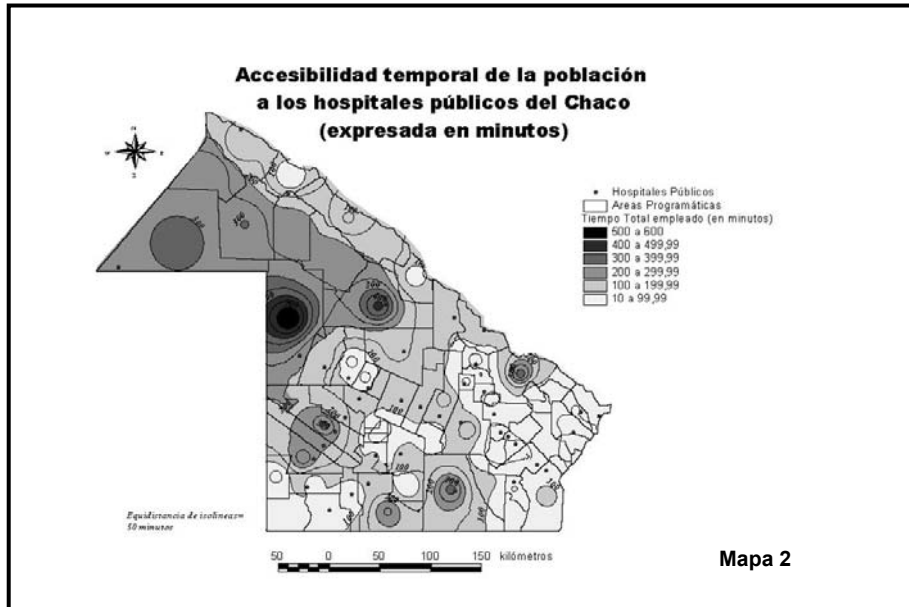 Accesibilidad temporal de la población
a los hospitales públicos del Chaco
(expresada en minutos)
N
W
E
S
Hospitales Públicos
Areas Programáticas
Tiempo Total empleado (en minutos)
500 a 600
400 a 499,99
300 a 399,99
200 a 299,99
100 a 199,99
10 a 99,99
Equidistancia de isolineas=
50 minutos
50 0 50 100 150 kilómetros
Mapa 2